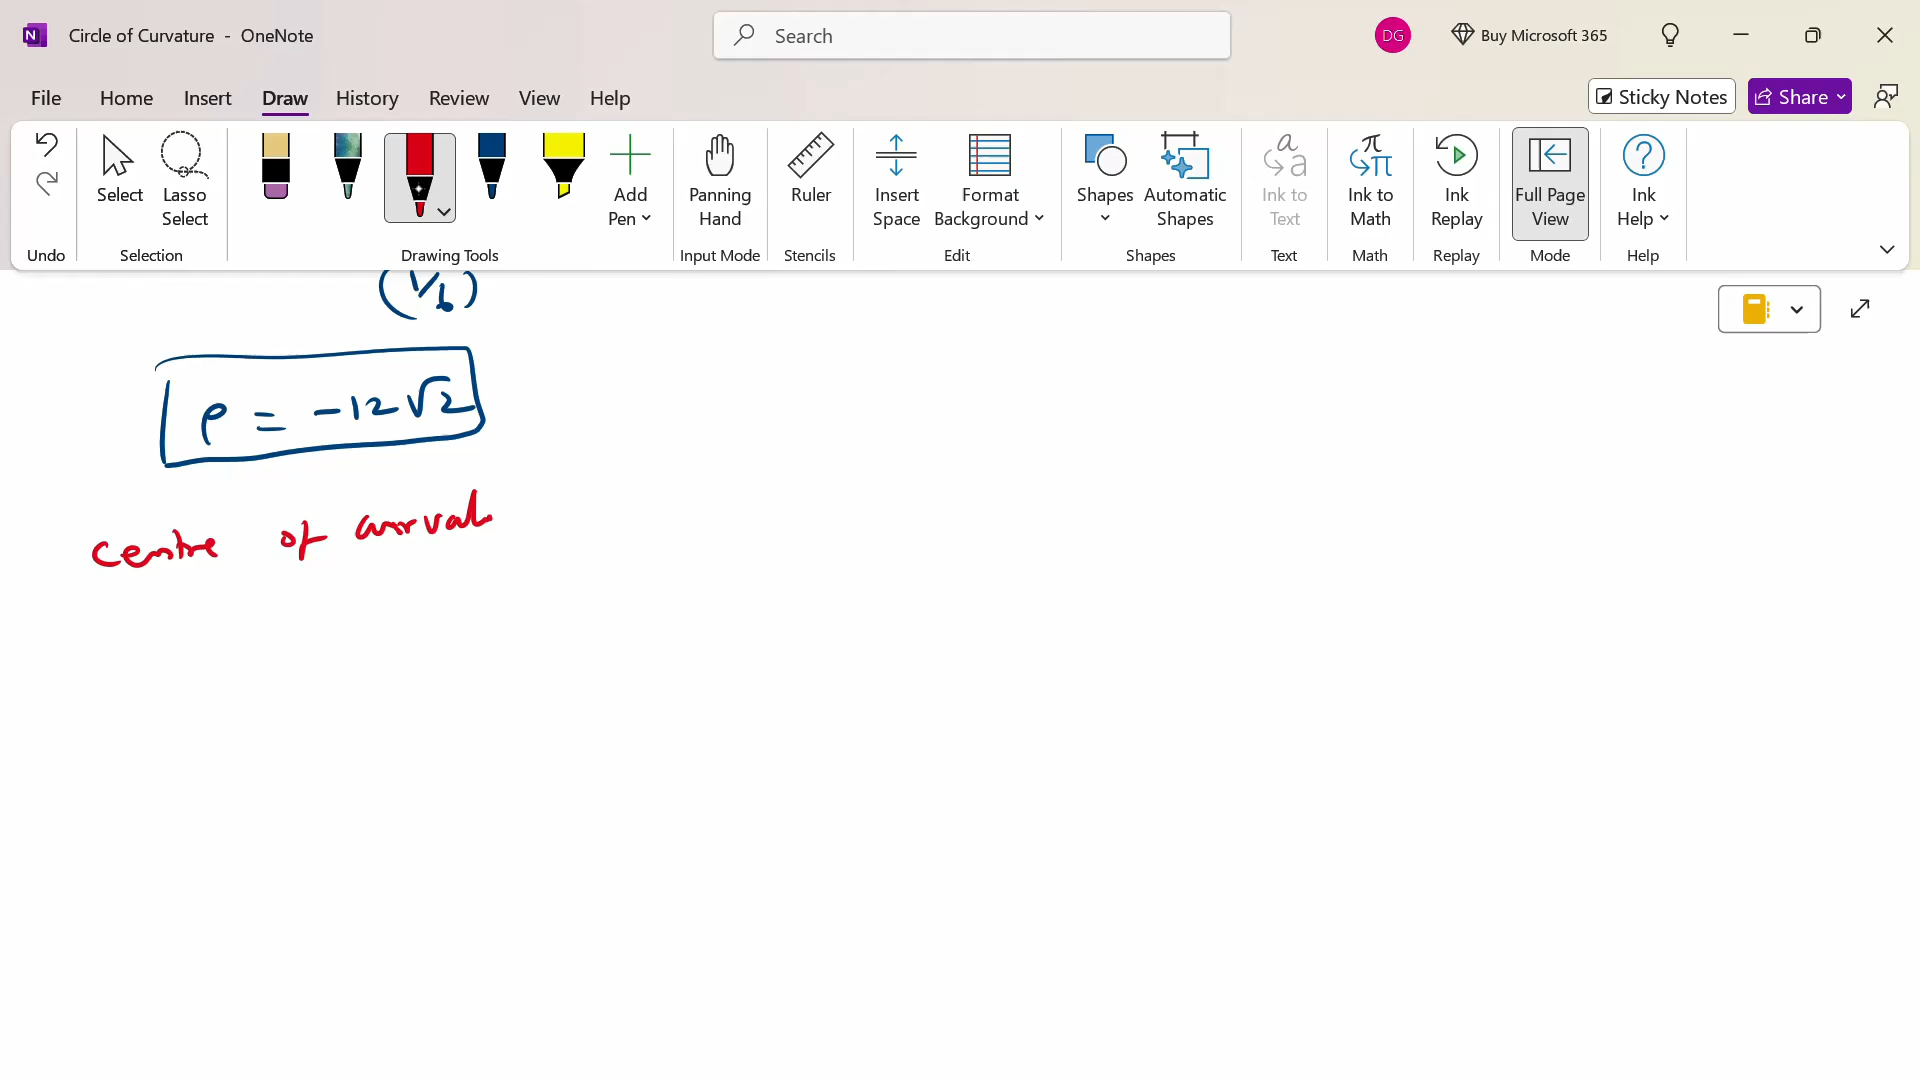 Circle of Curvature - OneNote
Search
DG
Buy Microsoft 365
File Home Insert Draw History Review View Help
Sticky Notes
Share
Select
Lasso Select
Add Pen
Panning Hand
Ruler
Insert Space
Format Background
Shapes
Automatic Shapes
Ink to Text
Ink to Math
Ink Replay
Full Page View
Ink Help
Undo Selection Drawing Tools Input Mode Stencils Edit Shapes Text Math Replay Mode Help
(1/6)
ρ = -12√2
Centre of